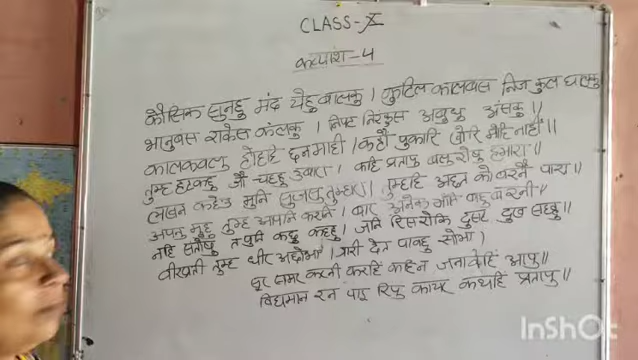 CLASS-X
काव्यांश-4
कौसिक सुनहु मंद येहु बालकु। कुटिल कालबस निज कुल घालकु
भानुबंस राकेस कलंकु। निपट निरंकुस अबुधु असंकु॥
कालकवलु होइहि छन माही। कहौं पुकारि खोरि मोहि नाही॥
तुम्ह हटकहु जौ चहहु उबारा। कहि प्रतापु बलु रोषु हमारा॥
लखन कहेउ मुनि सुजसु तुम्हारा। तुम्हहि अछत को बरनै पारा॥
अपनु मुहु तुम्ह आपनि करनी। बार अनेक भाँति बहु बरनी॥
नहि संतोषु त पुनि कछु कहहु। जनि रिस रोकि दुसह दुख सहहु॥
बीरब्रती तुम्ह धीर अछोभा। गारी देत पावहु सोभा।
सूर समर करनी करहिं कहि न जनावहिं आपु॥
विद्यमान रन पाइ रिपु कायर कथहिं प्रतापु॥
InShOt